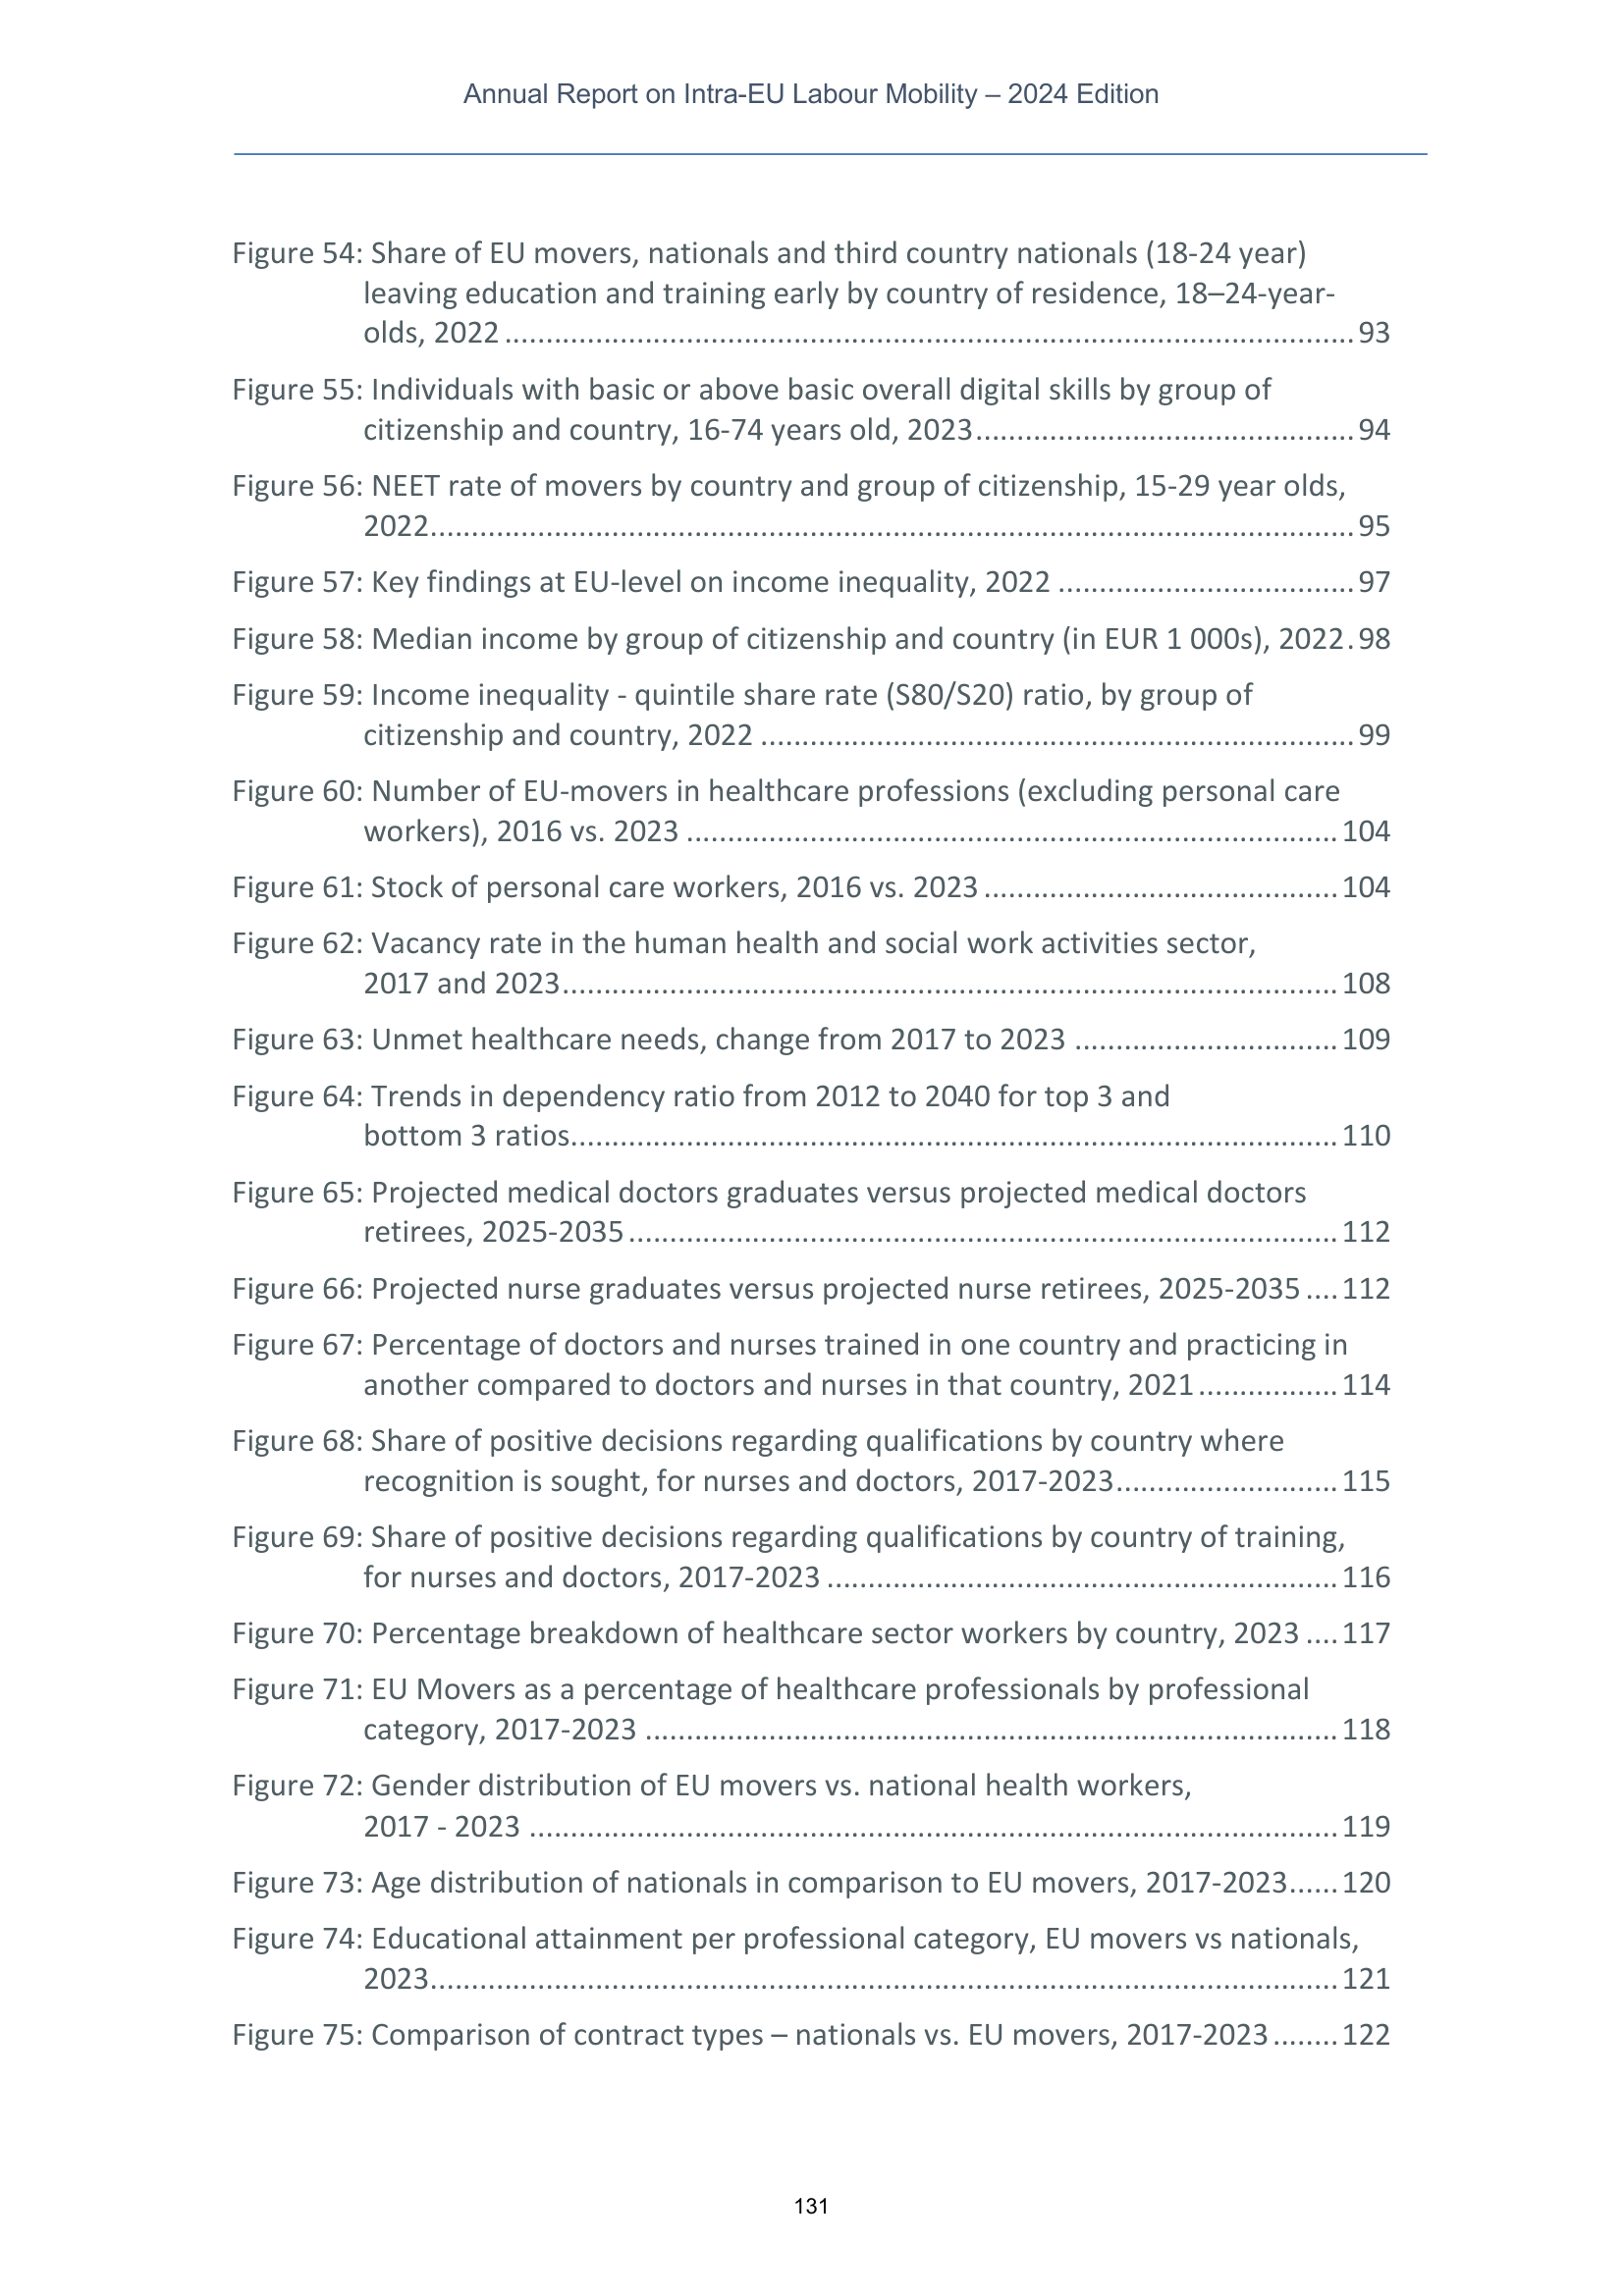 Annual Report on Intra-EU Labour Mobility – 2024 Edition
Figure 54: Share of EU movers, nationals and third country nationals (18-24 year)
leaving education and training early by country of residence, 18–24-year-
olds, 2022 ........................................................................................................ 93
Figure 55: Individuals with basic or above basic overall digital skills by group of
citizenship and country, 16-74 years old, 2023.............................................. 94
Figure 56: NEET rate of movers by country and group of citizenship, 15-29 year olds,
2022................................................................................................................ 95
Figure 57: Key findings at EU-level on income inequality, 2022 .................................... 97
Figure 58: Median income by group of citizenship and country (in EUR 1 000s), 2022. 98
Figure 59: Income inequality - quintile share rate (S80/S20) ratio, by group of
citizenship and country, 2022 ........................................................................ 99
Figure 60: Number of EU-movers in healthcare professions (excluding personal care
workers), 2016 vs. 2023 ............................................................................... 104
Figure 61: Stock of personal care workers, 2016 vs. 2023 ........................................... 104
Figure 62: Vacancy rate in the human health and social work activities sector,
2017 and 2023.............................................................................................. 108
Figure 63: Unmet healthcare needs, change from 2017 to 2023 ................................ 109
Figure 64: Trends in dependency ratio from 2012 to 2040 for top 3 and
bottom 3 ratios............................................................................................. 110
Figure 65: Projected medical doctors graduates versus projected medical doctors
retirees, 2025-2035 ...................................................................................... 112
Figure 66: Projected nurse graduates versus projected nurse retirees, 2025-2035 .... 112
Figure 67: Percentage of doctors and nurses trained in one country and practicing in
another compared to doctors and nurses in that country, 2021 ................. 114
Figure 68: Share of positive decisions regarding qualifications by country where
recognition is sought, for nurses and doctors, 2017-2023........................... 115
Figure 69: Share of positive decisions regarding qualifications by country of training,
for nurses and doctors, 2017-2023 .............................................................. 116
Figure 70: Percentage breakdown of healthcare sector workers by country, 2023 .... 117
Figure 71: EU Movers as a percentage of healthcare professionals by professional
category, 2017-2023 .................................................................................... 118
Figure 72: Gender distribution of EU movers vs. national health workers,
2017 - 2023 .................................................................................................. 119
Figure 73: Age distribution of nationals in comparison to EU movers, 2017-2023...... 120
Figure 74: Educational attainment per professional category, EU movers vs nationals,
2023.............................................................................................................. 121
Figure 75: Comparison of contract types – nationals vs. EU movers, 2017-2023 ........ 122
131